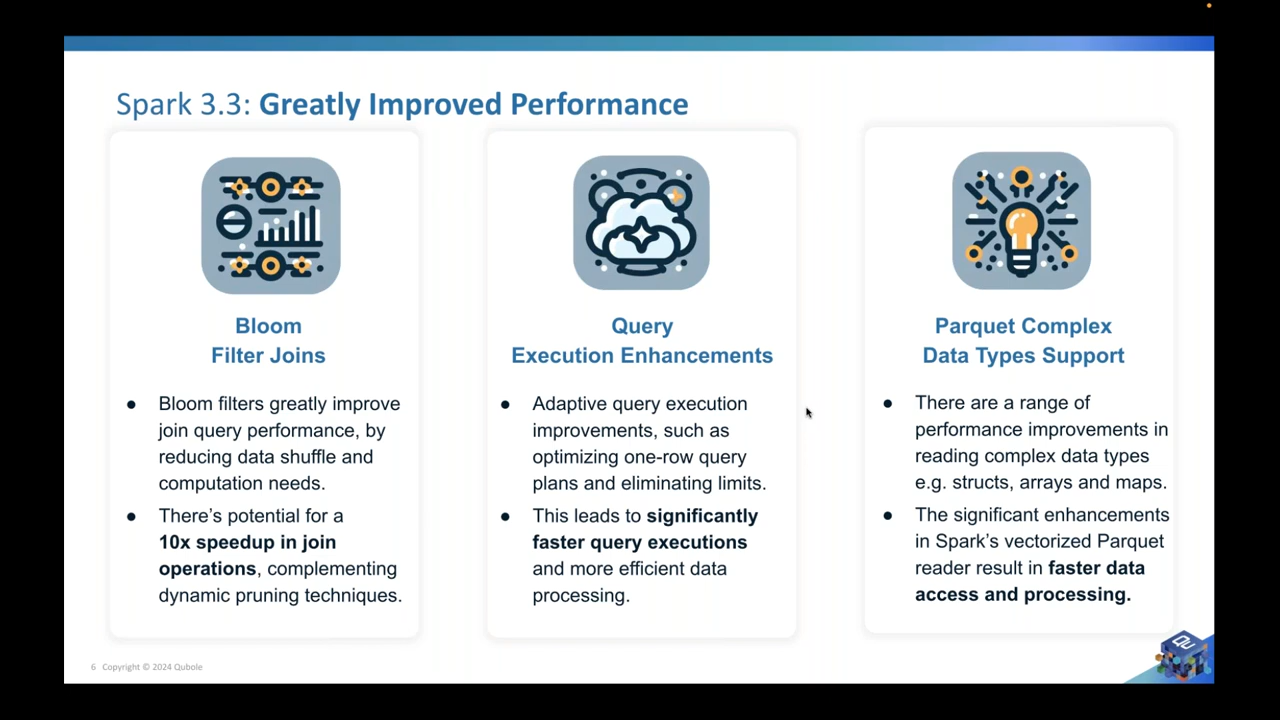 Spark 3.3: Greatly Improved Performance
Bloom
Filter Joins
● Bloom filters greatly improve
join query performance, by
reducing data shuffle and
computation needs.
● There's potential for a
10x speedup in join
operations, complementing
dynamic pruning techniques.
Query
Execution Enhancements
● Adaptive query execution
improvements, such as
optimizing one-row query
plans and eliminating limits.
● This leads to significantly
faster query executions
and more efficient data
processing.
Parquet Complex
Data Types Support
● There are a range of
performance improvements in
reading complex data types
e.g. structs, arrays and maps.
● The significant enhancements
in Spark's vectorized Parquet
reader result in faster data
access and processing.
6 Copyright © 2024 Qubole
Qu